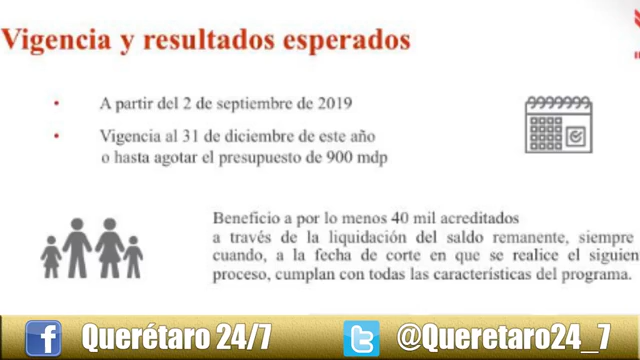 Vigencia y resultados esperados
• A partir del 2 de septiembre de 2019
• Vigencia al 31 de diciembre de este año
o hasta agotar el presupuesto de 900 mdp
Beneficio a por lo menos 40 mil acreditados
a través de la liquidación del saldo remanente, siempre
cuando, a la fecha de corte en que se realice el siguien
proceso, cumplan con todas las características del programa.
Querétaro 24/7
@Queretaro24_7